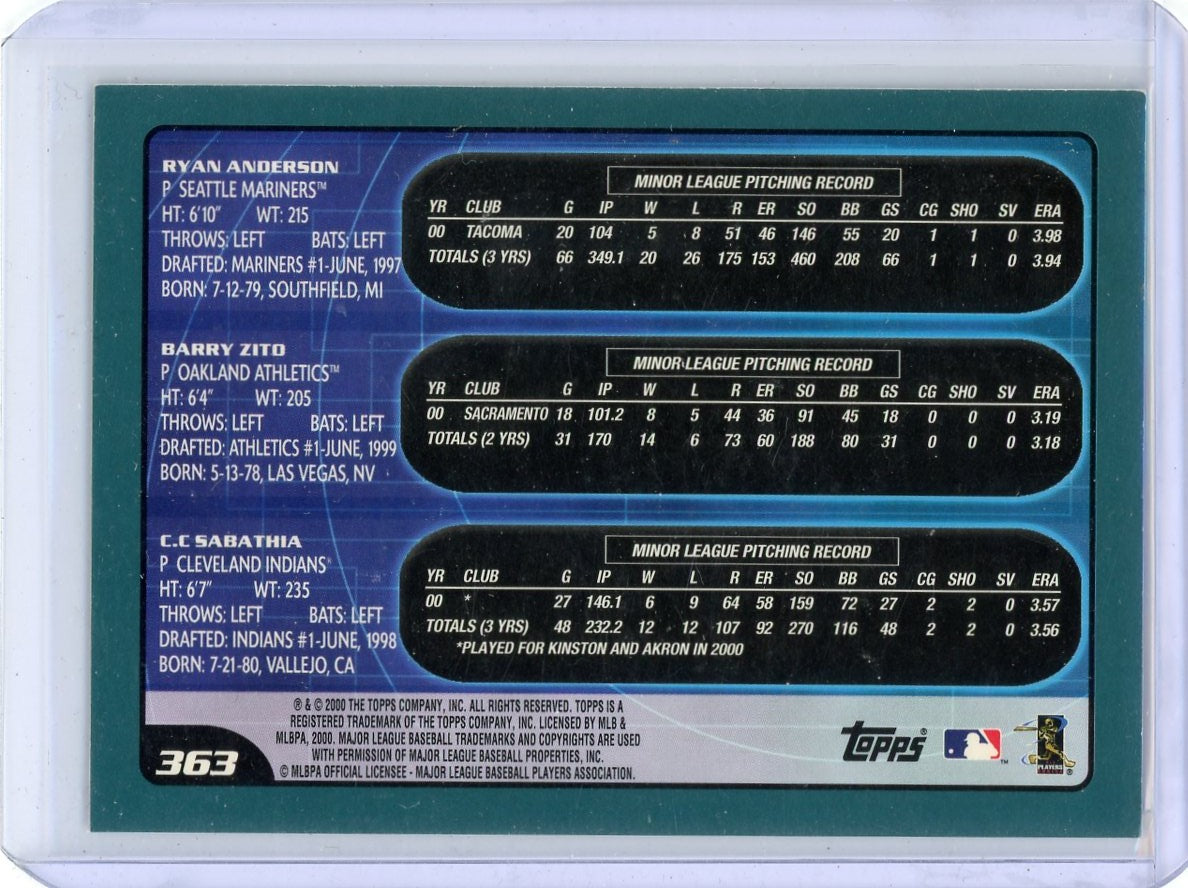 RYAN ANDERSON
P SEATTLE MARINERS™
HT: 6'10" WT: 215
THROWS: LEFT BATS: LEFT
DRAFTED: MARINERS #1-JUNE, 1997
BORN: 7-12-79, SOUTHFIELD, MI
MINOR LEAGUE PITCHING RECORD
YR CLUB G IP W L R ER SO BB GS CG SHO SV ERA
00 TACOMA 20 104 5 8 51 46 146 55 20 1 1 0 3.98
TOTALS (3 YRS) 66 349.1 20 26 175 153 460 208 66 1 1 0 3.94
BARRY ZITO
P OAKLAND ATHLETICS™
HT: 6'4" WT: 205
THROWS: LEFT BATS: LEFT
DRAFTED: ATHLETICS #1-JUNE, 1999
BORN: 5-13-78, LAS VEGAS, NV
MINOR LEAGUE PITCHING RECORD
YR CLUB G IP W L R ER SO BB GS CG SHO SV ERA
00 SACRAMENTO 18 101.2 8 5 44 36 91 45 18 0 0 0 3.19
TOTALS (2 YRS) 31 170 14 6 73 60 188 80 31 0 0 0 3.18
C.C SABATHIA
P CLEVELAND INDIANS®
HT: 6'7" WT: 235
THROWS: LEFT BATS: LEFT
DRAFTED: INDIANS #1-JUNE, 1998
BORN: 7-21-80, VALLEJO, CA
MINOR LEAGUE PITCHING RECORD
YR CLUB G IP W L R ER SO BB GS CG SHO SV ERA
00 * 27 146.1 6 9 64 58 159 72 27 2 2 0 3.57
TOTALS (3 YRS) 48 232.2 12 12 107 92 270 116 48 2 2 0 3.56
*PLAYED FOR KINSTON AND AKRON IN 2000
® & © 2000 THE TOPPS COMPANY, INC. ALL RIGHTS RESERVED. TOPPS IS A
REGISTERED TRADEMARK OF THE TOPPS COMPANY, INC. LICENSED BY MLB &
MLBPA, 2000. MAJOR LEAGUE BASEBALL TRADEMARKS AND COPYRIGHTS ARE USED
WITH PERMISSION OF MAJOR LEAGUE BASEBALL PROPERTIES, INC.
© MLBPA OFFICIAL LICENSEE - MAJOR LEAGUE BASEBALL PLAYERS ASSOCIATION.
363
Topps®
™
PLAYERS
CHOICE ®